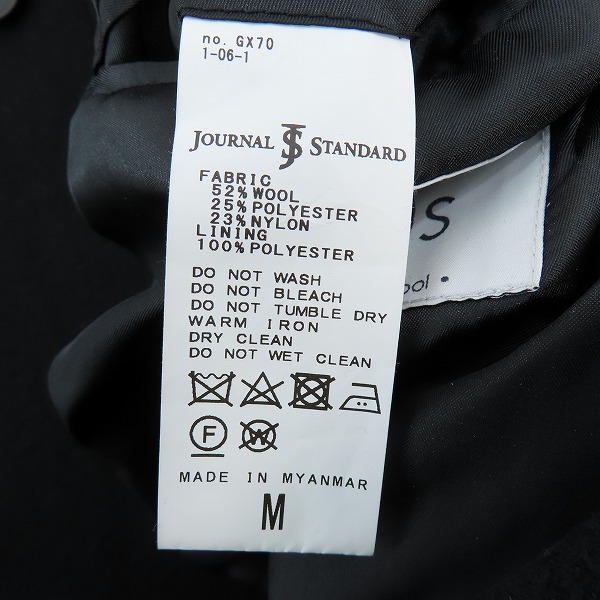 no. GX70
1-06-1
JOURNAL JS STANDARD
FABRIC
52%WOOL
25%POLYESTER
23%NYLON
LINING
100%POLYESTER
DO NOT WASH
DO NOT BLEACH
DO NOT TUMBLE DRY
WARM IRON
DRY CLEAN
DO NOT WET CLEAN
F W
MADE IN MYANMAR
M
S
ool •